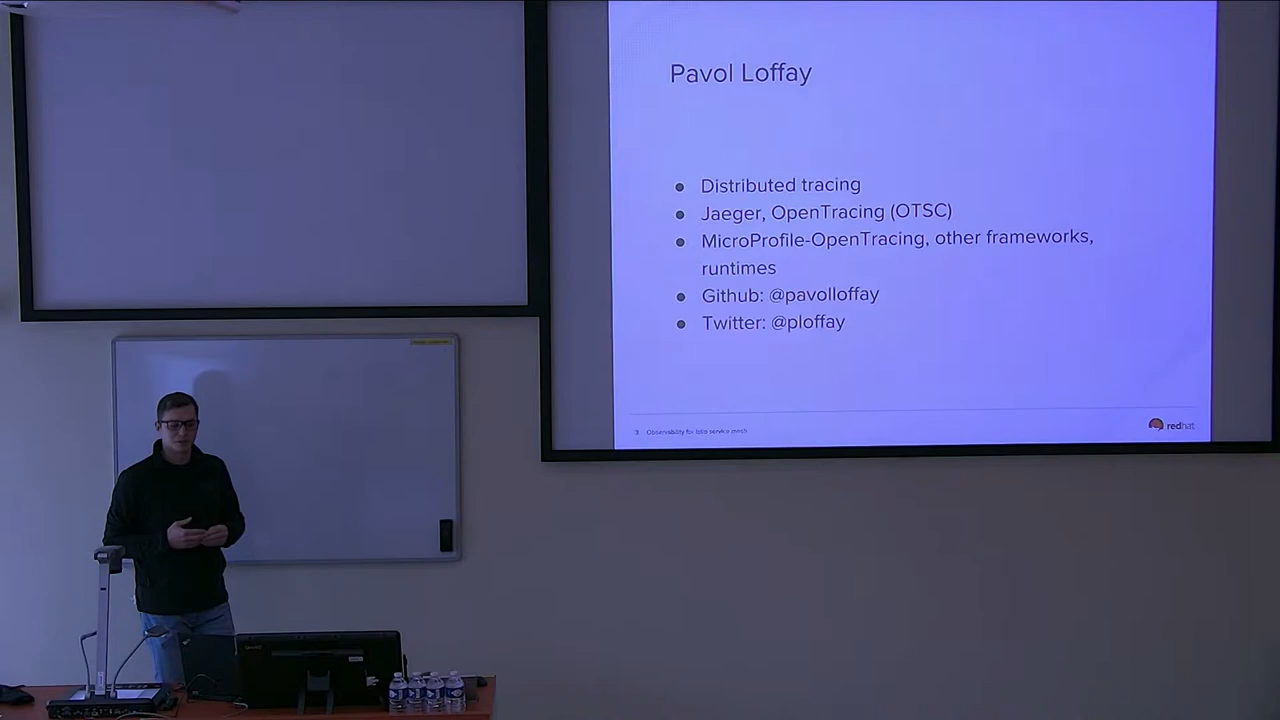 Pavol Loffay
Distributed tracing
Jaeger, OpenTracing (OTSC)
MicroProfile-OpenTracing, other frameworks,
runtimes
Github: @pavolloffay
Twitter: @ploffay
3 Observability for Istio service mesh
redhat